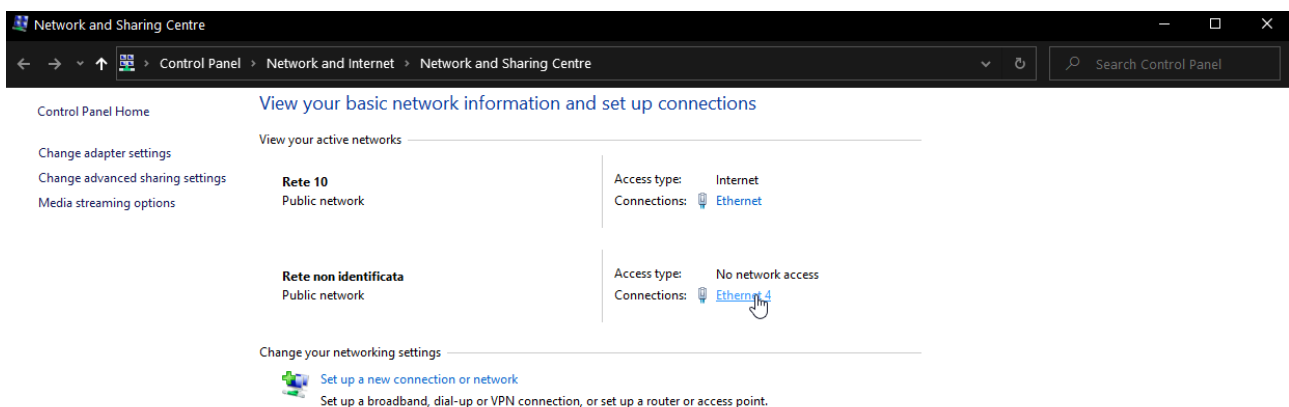 Network and Sharing Centre
Control Panel > Network and Internet > Network and Sharing Centre
Search Control Panel
Control Panel Home
Change adapter settings
Change advanced sharing settings
Media streaming options
View your basic network information and set up connections
View your active networks
Rete 10
Public network
Access type: Internet
Connections: Ethernet
Rete non identificata
Public network
Access type: No network access
Connections: Ethernet 4
Change your networking settings
Set up a new connection or network
Set up a broadband, dial-up or VPN connection, or set up a router or access point.